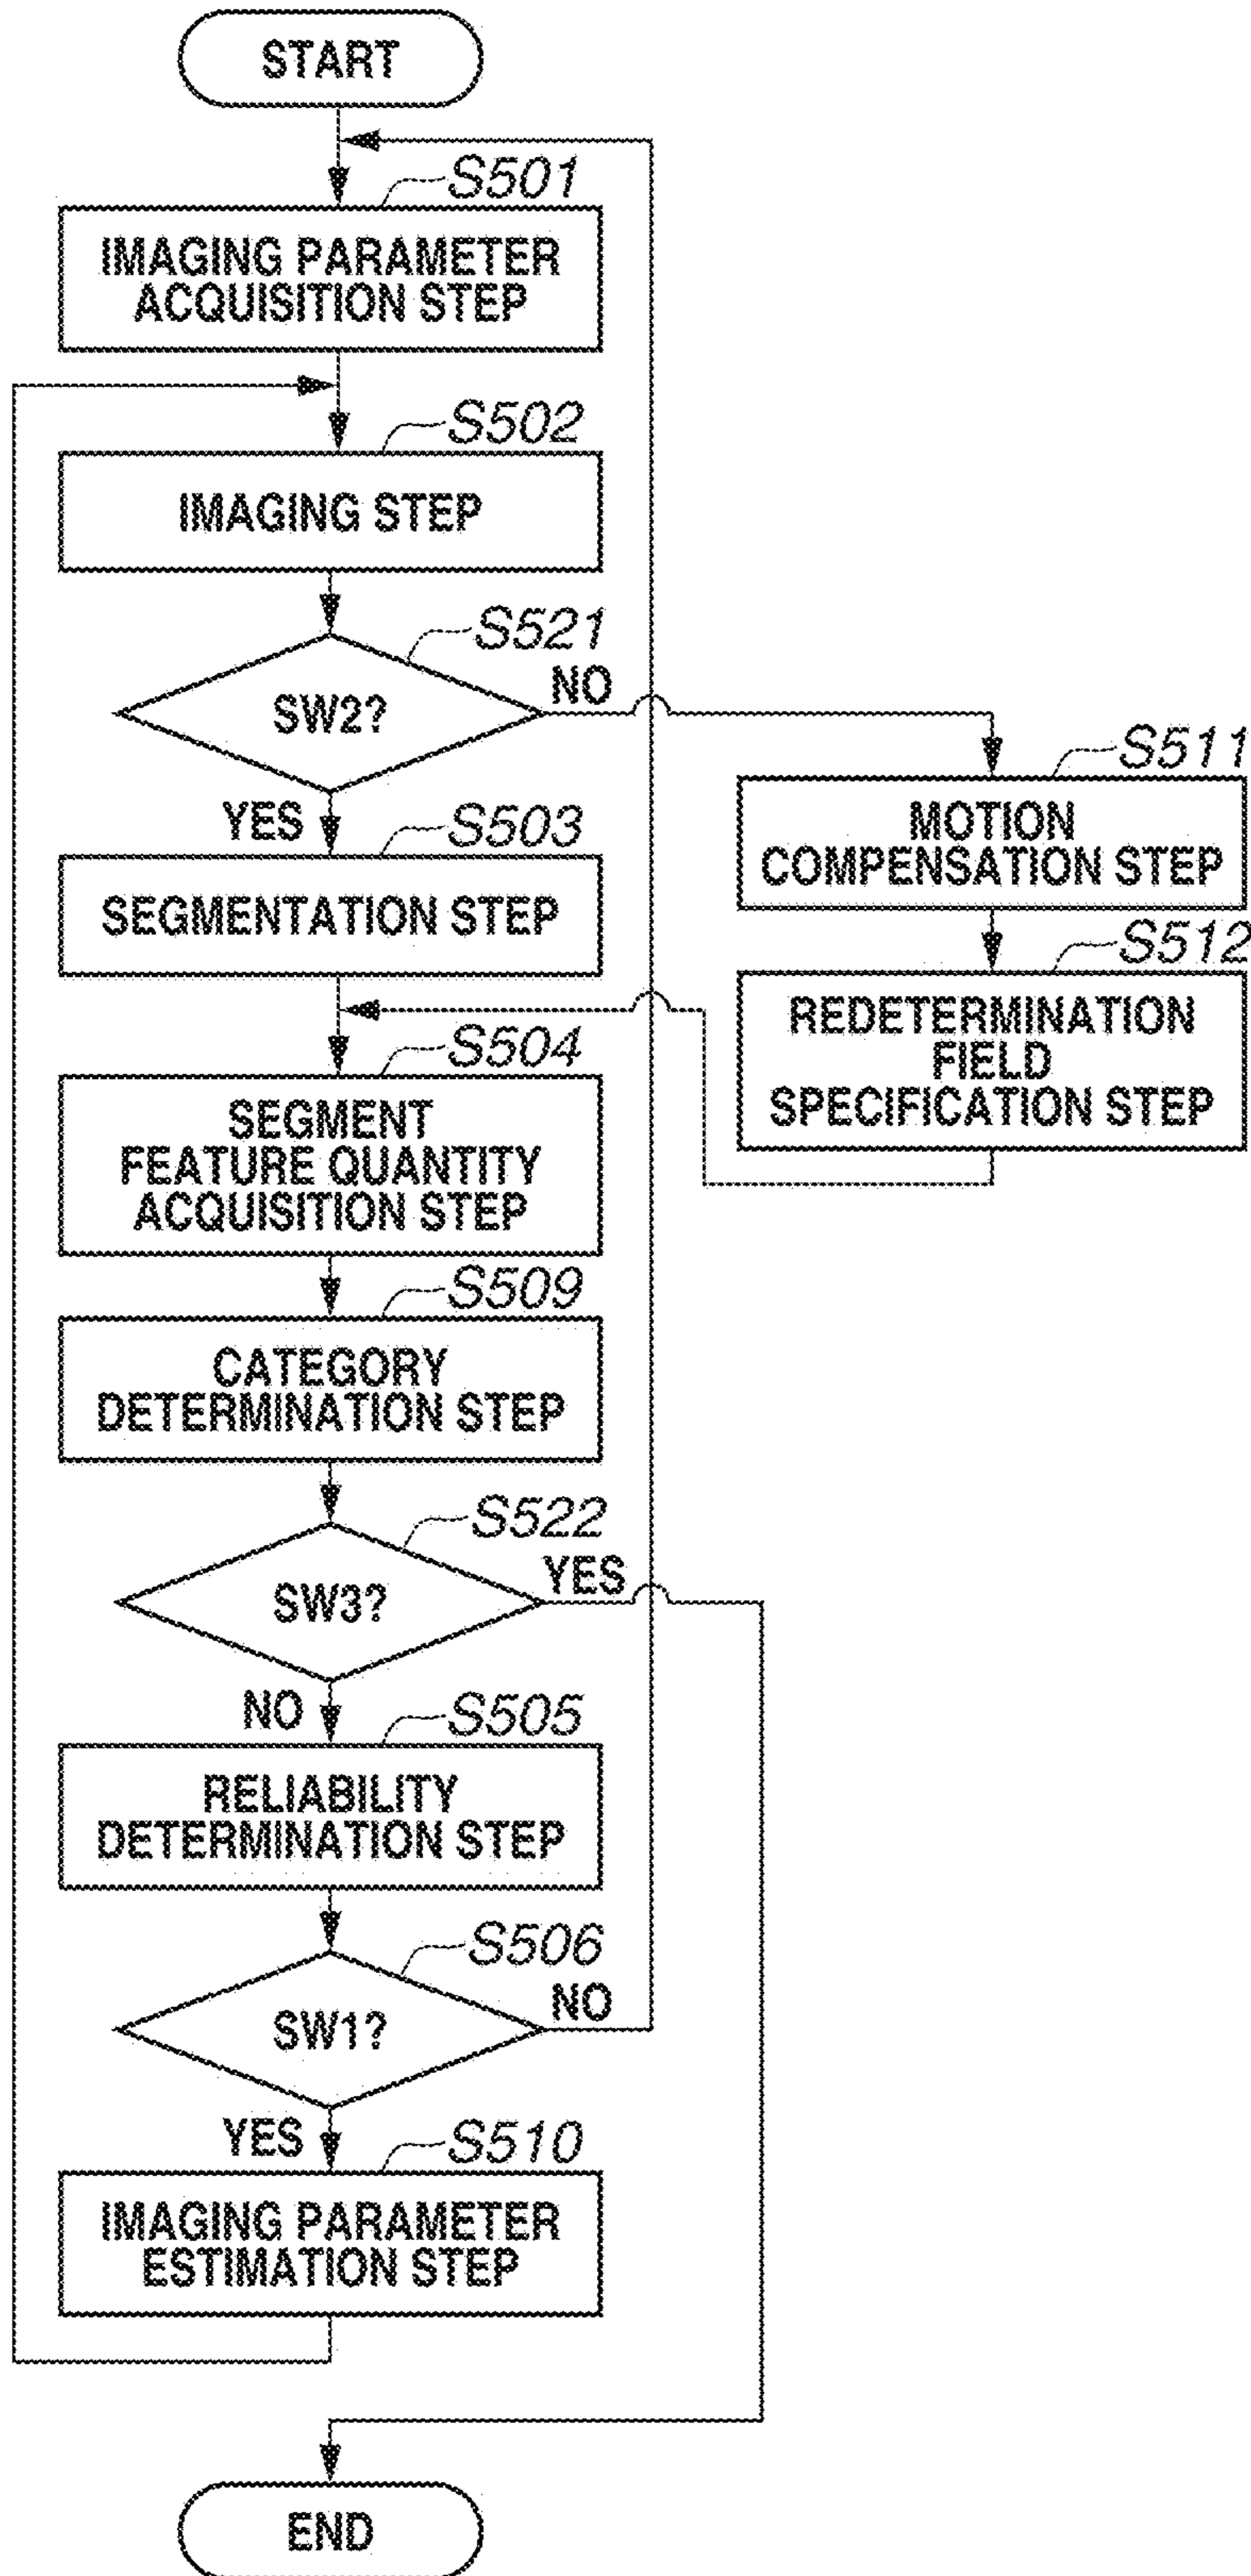 START
S501
IMAGING PARAMETER
ACQUISITION STEP
S502
IMAGING STEP
S521
SW2?
NO
YES
S503
SEGMENTATION STEP
S511
MOTION
COMPENSATION STEP
S512
REDETERMINATION
FIELD
SPECIFICATION STEP
S504
SEGMENT
FEATURE QUANTITY
ACQUISITION STEP
S509
CATEGORY
DETERMINATION STEP
S522
SW3?
YES
NO
S505
RELIABILITY
DETERMINATION STEP
S506
SW1?
NO
YES
S510
IMAGING PARAMETER
ESTIMATION STEP
END